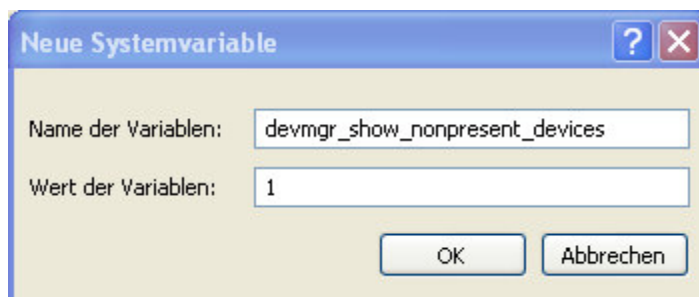 Neue Systemvariable
Name der Variablen: devmgr_show_nonpresent_devices
Wert der Variablen: 1
OK Abbrechen